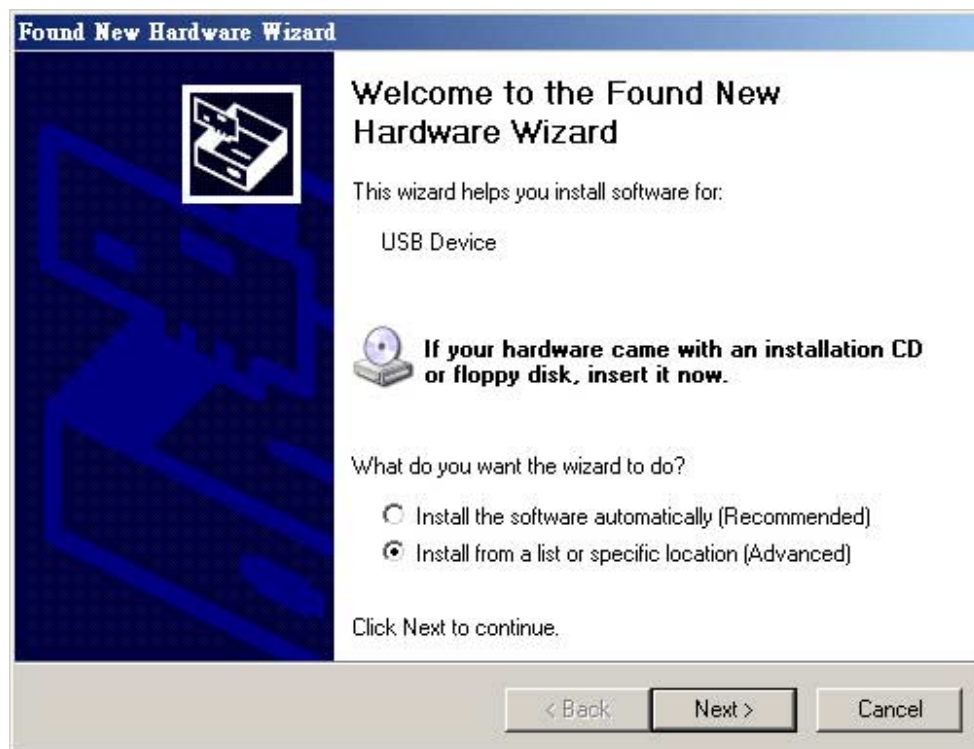 Found New Hardware Wizard
Welcome to the Found New
Hardware Wizard
This wizard helps you install software for:
USB Device
If your hardware came with an installation CD
or floppy disk, insert it now.
What do you want the wizard to do?
Install the software automatically (Recommended)
Install from a list or specific location (Advanced)
Click Next to continue.
< Back
Next >
Cancel